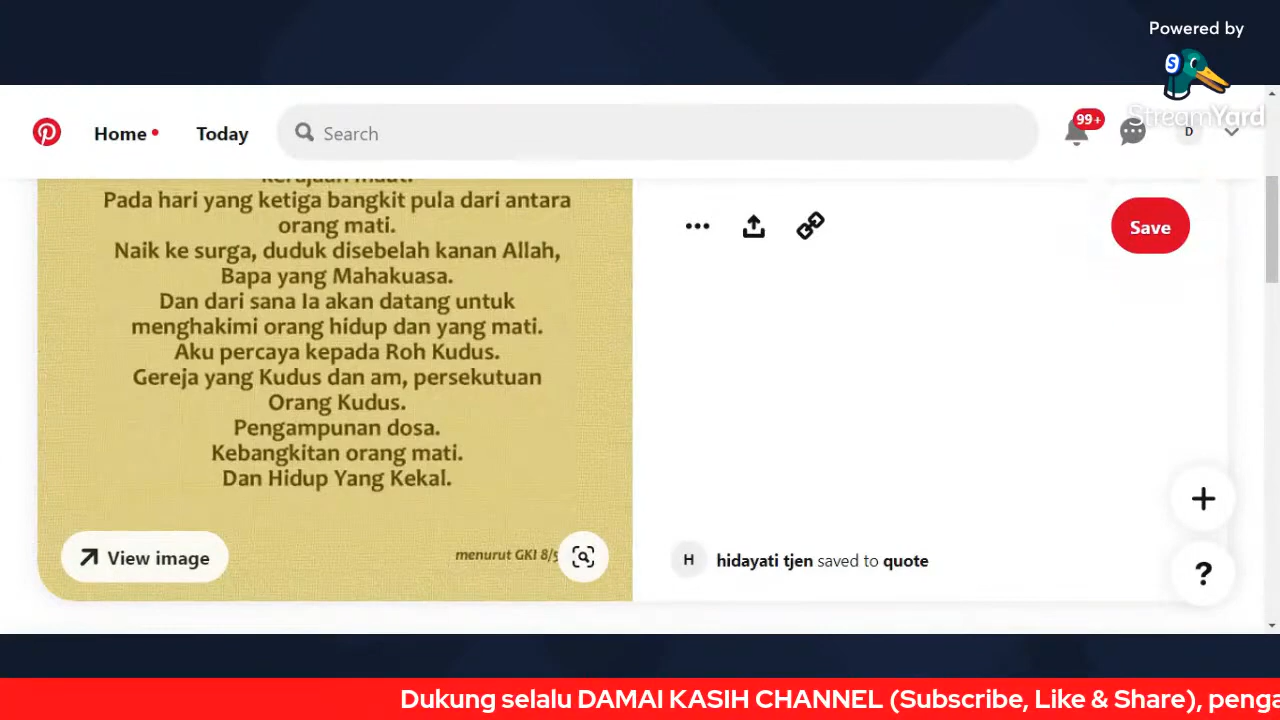 Powered by
S
StreamYard
Home
Today
Search
99+
D
kerajaan maut.
Pada hari yang ketiga bangkit pula dari antara
orang mati.
Naik ke surga, duduk disebelah kanan Allah,
Bapa yang Mahakuasa.
Dan dari sana Ia akan datang untuk
menghakimi orang hidup dan yang mati.
Aku percaya kepada Roh Kudus.
Gereja yang Kudus dan am, persekutuan
Orang Kudus.
Pengampunan dosa.
Kebangkitan orang mati.
Dan Hidup Yang Kekal.
Save
View image
menurut GKI 8/5
H
hidayati tjen saved to quote
+
?
Dukung selalu DAMAI KASIH CHANNEL (Subscribe, Like & Share), penga